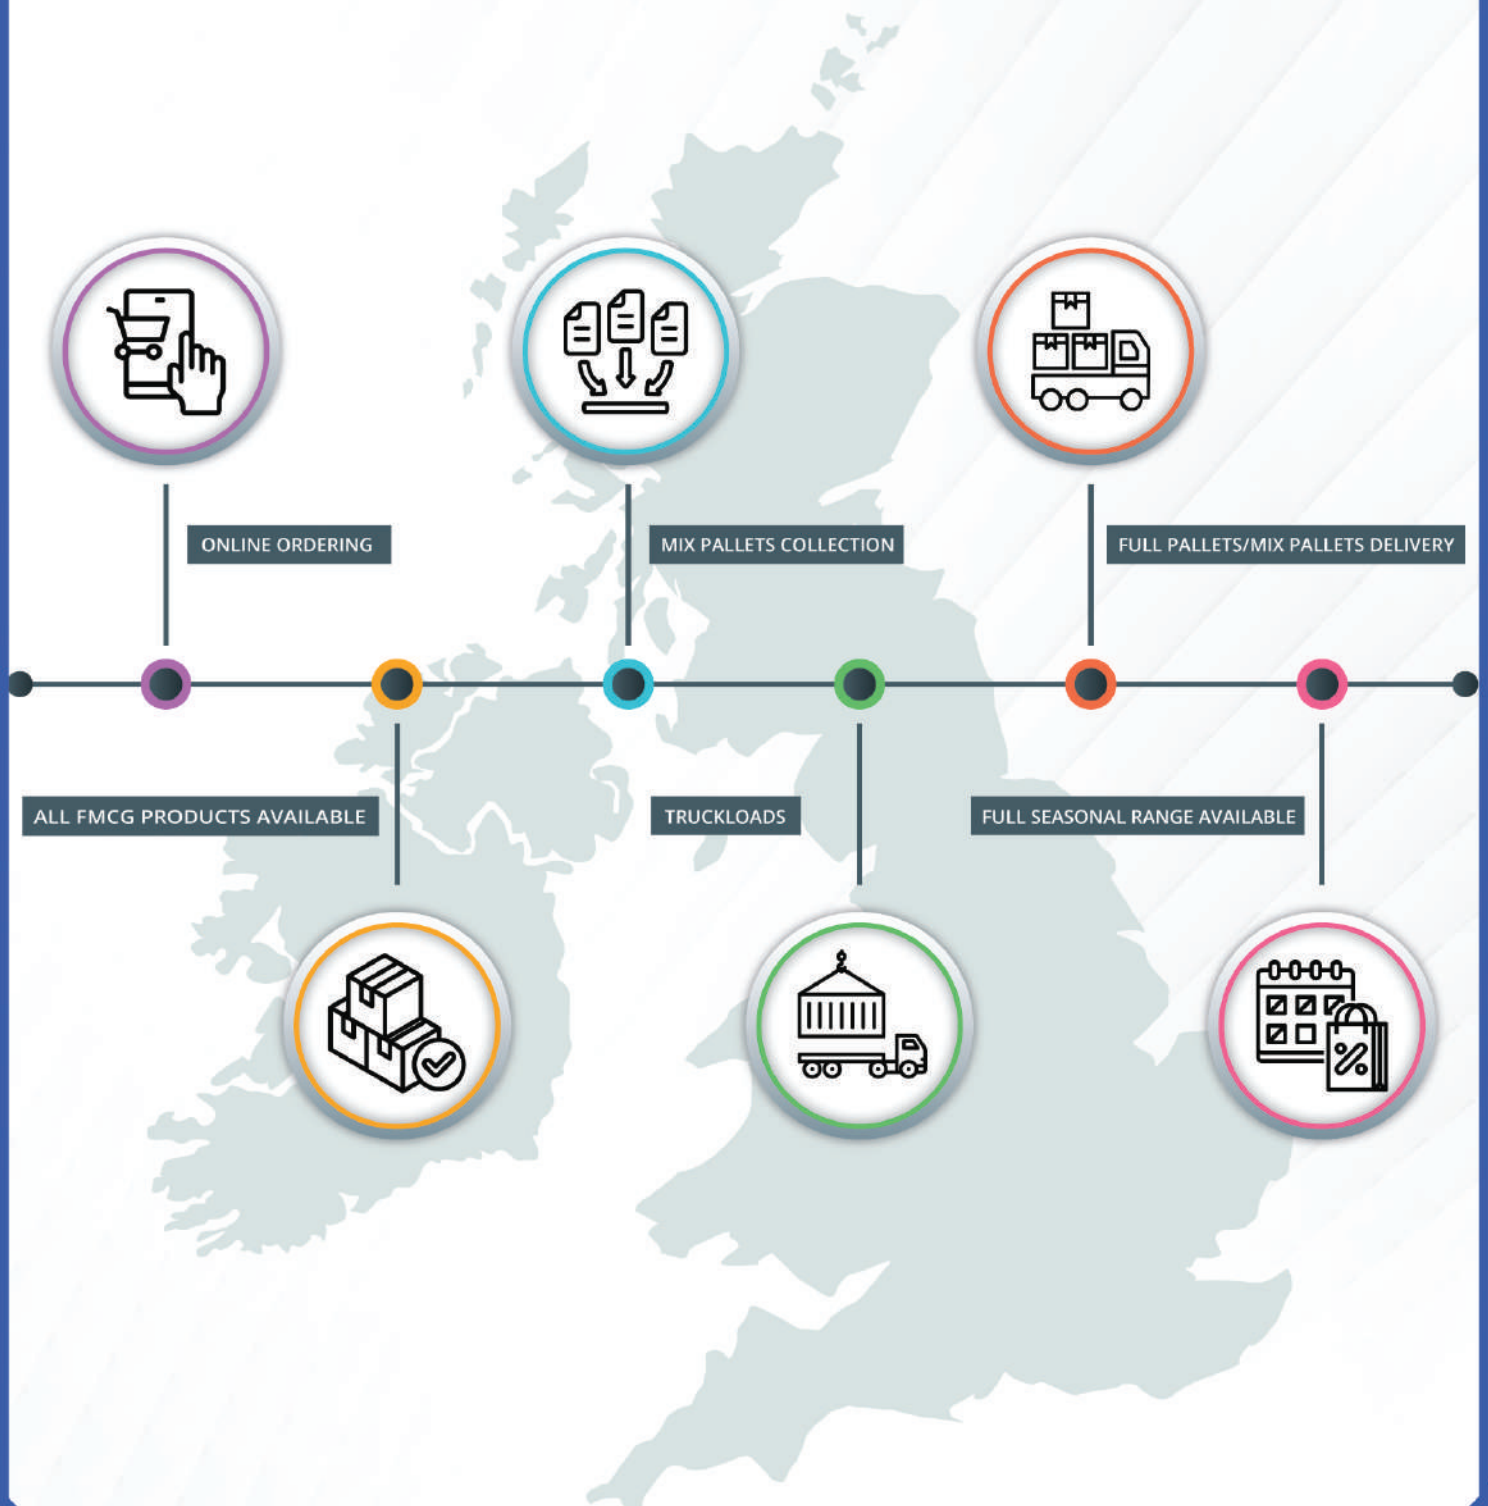 ONLINE ORDERING
MIX PALLETS COLLECTION
FULL PALLETS/MIX PALLETS DELIVERY
ALL FMCG PRODUCTS AVAILABLE
TRUCKLOADS
FULL SEASONAL RANGE AVAILABLE